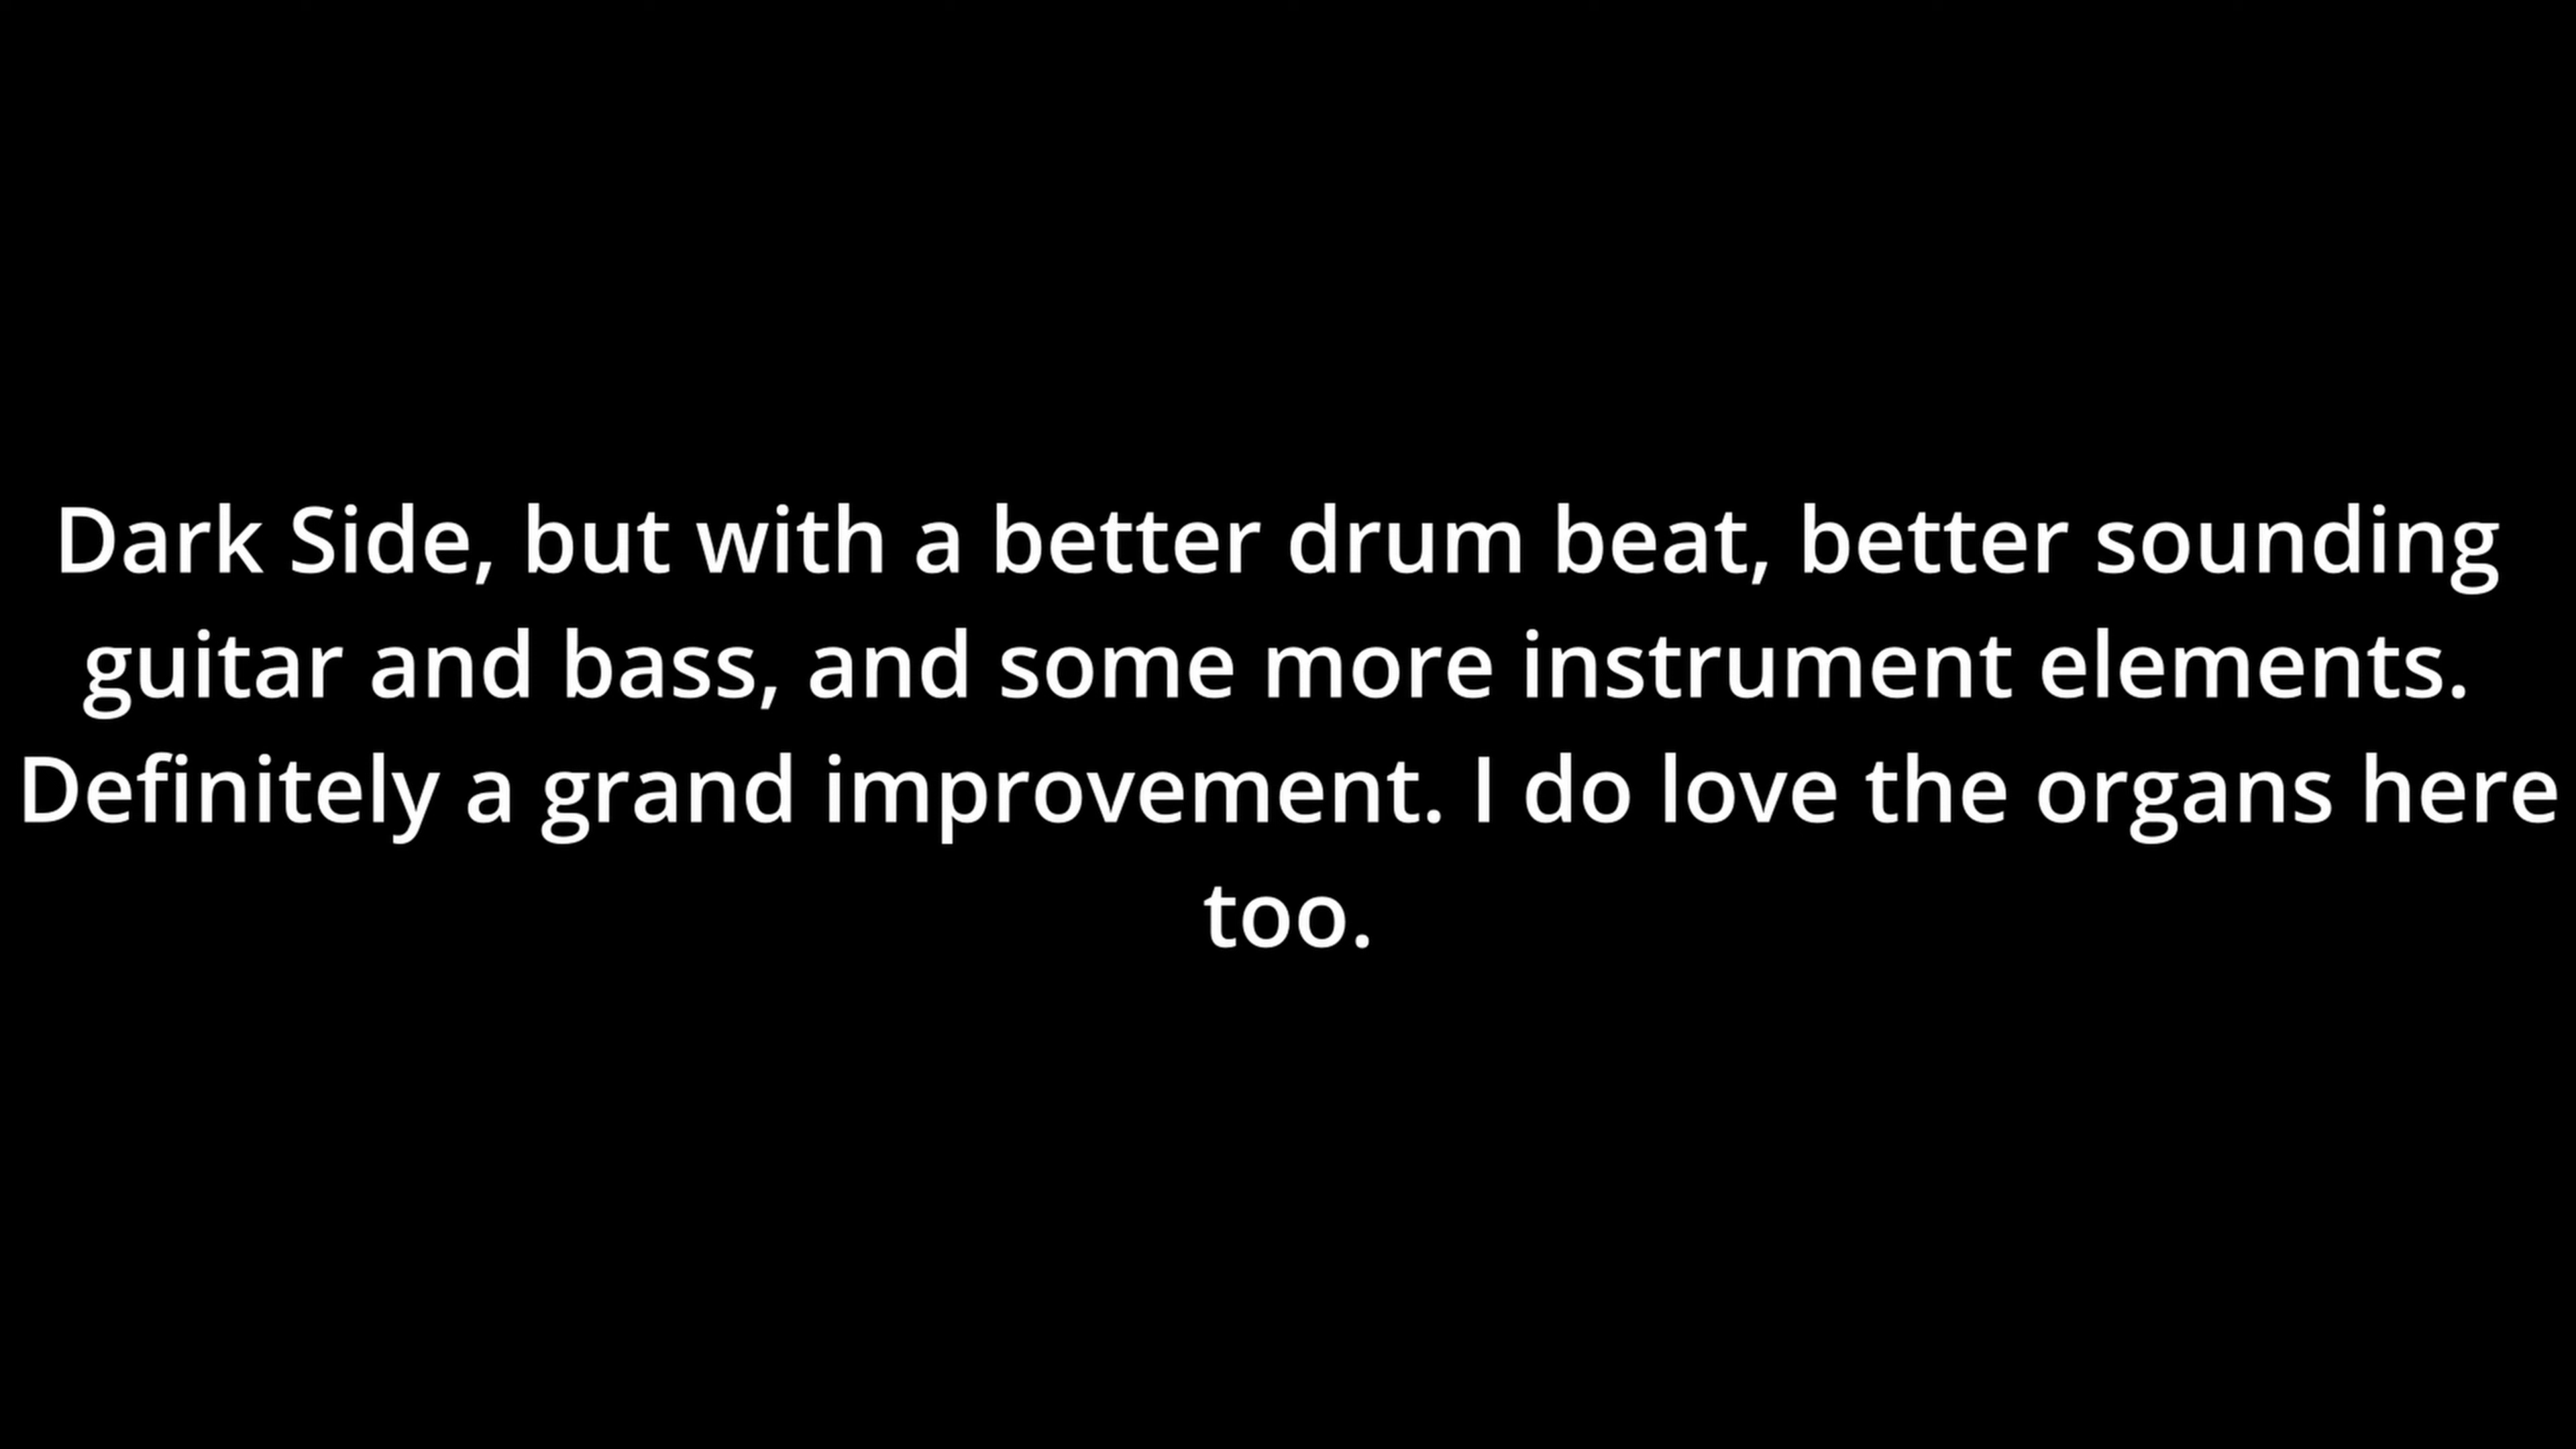 Dark Side, but with a better drum beat, better sounding
guitar and bass, and some more instrument elements.
Definitely a grand improvement. I do love the organs here
too.